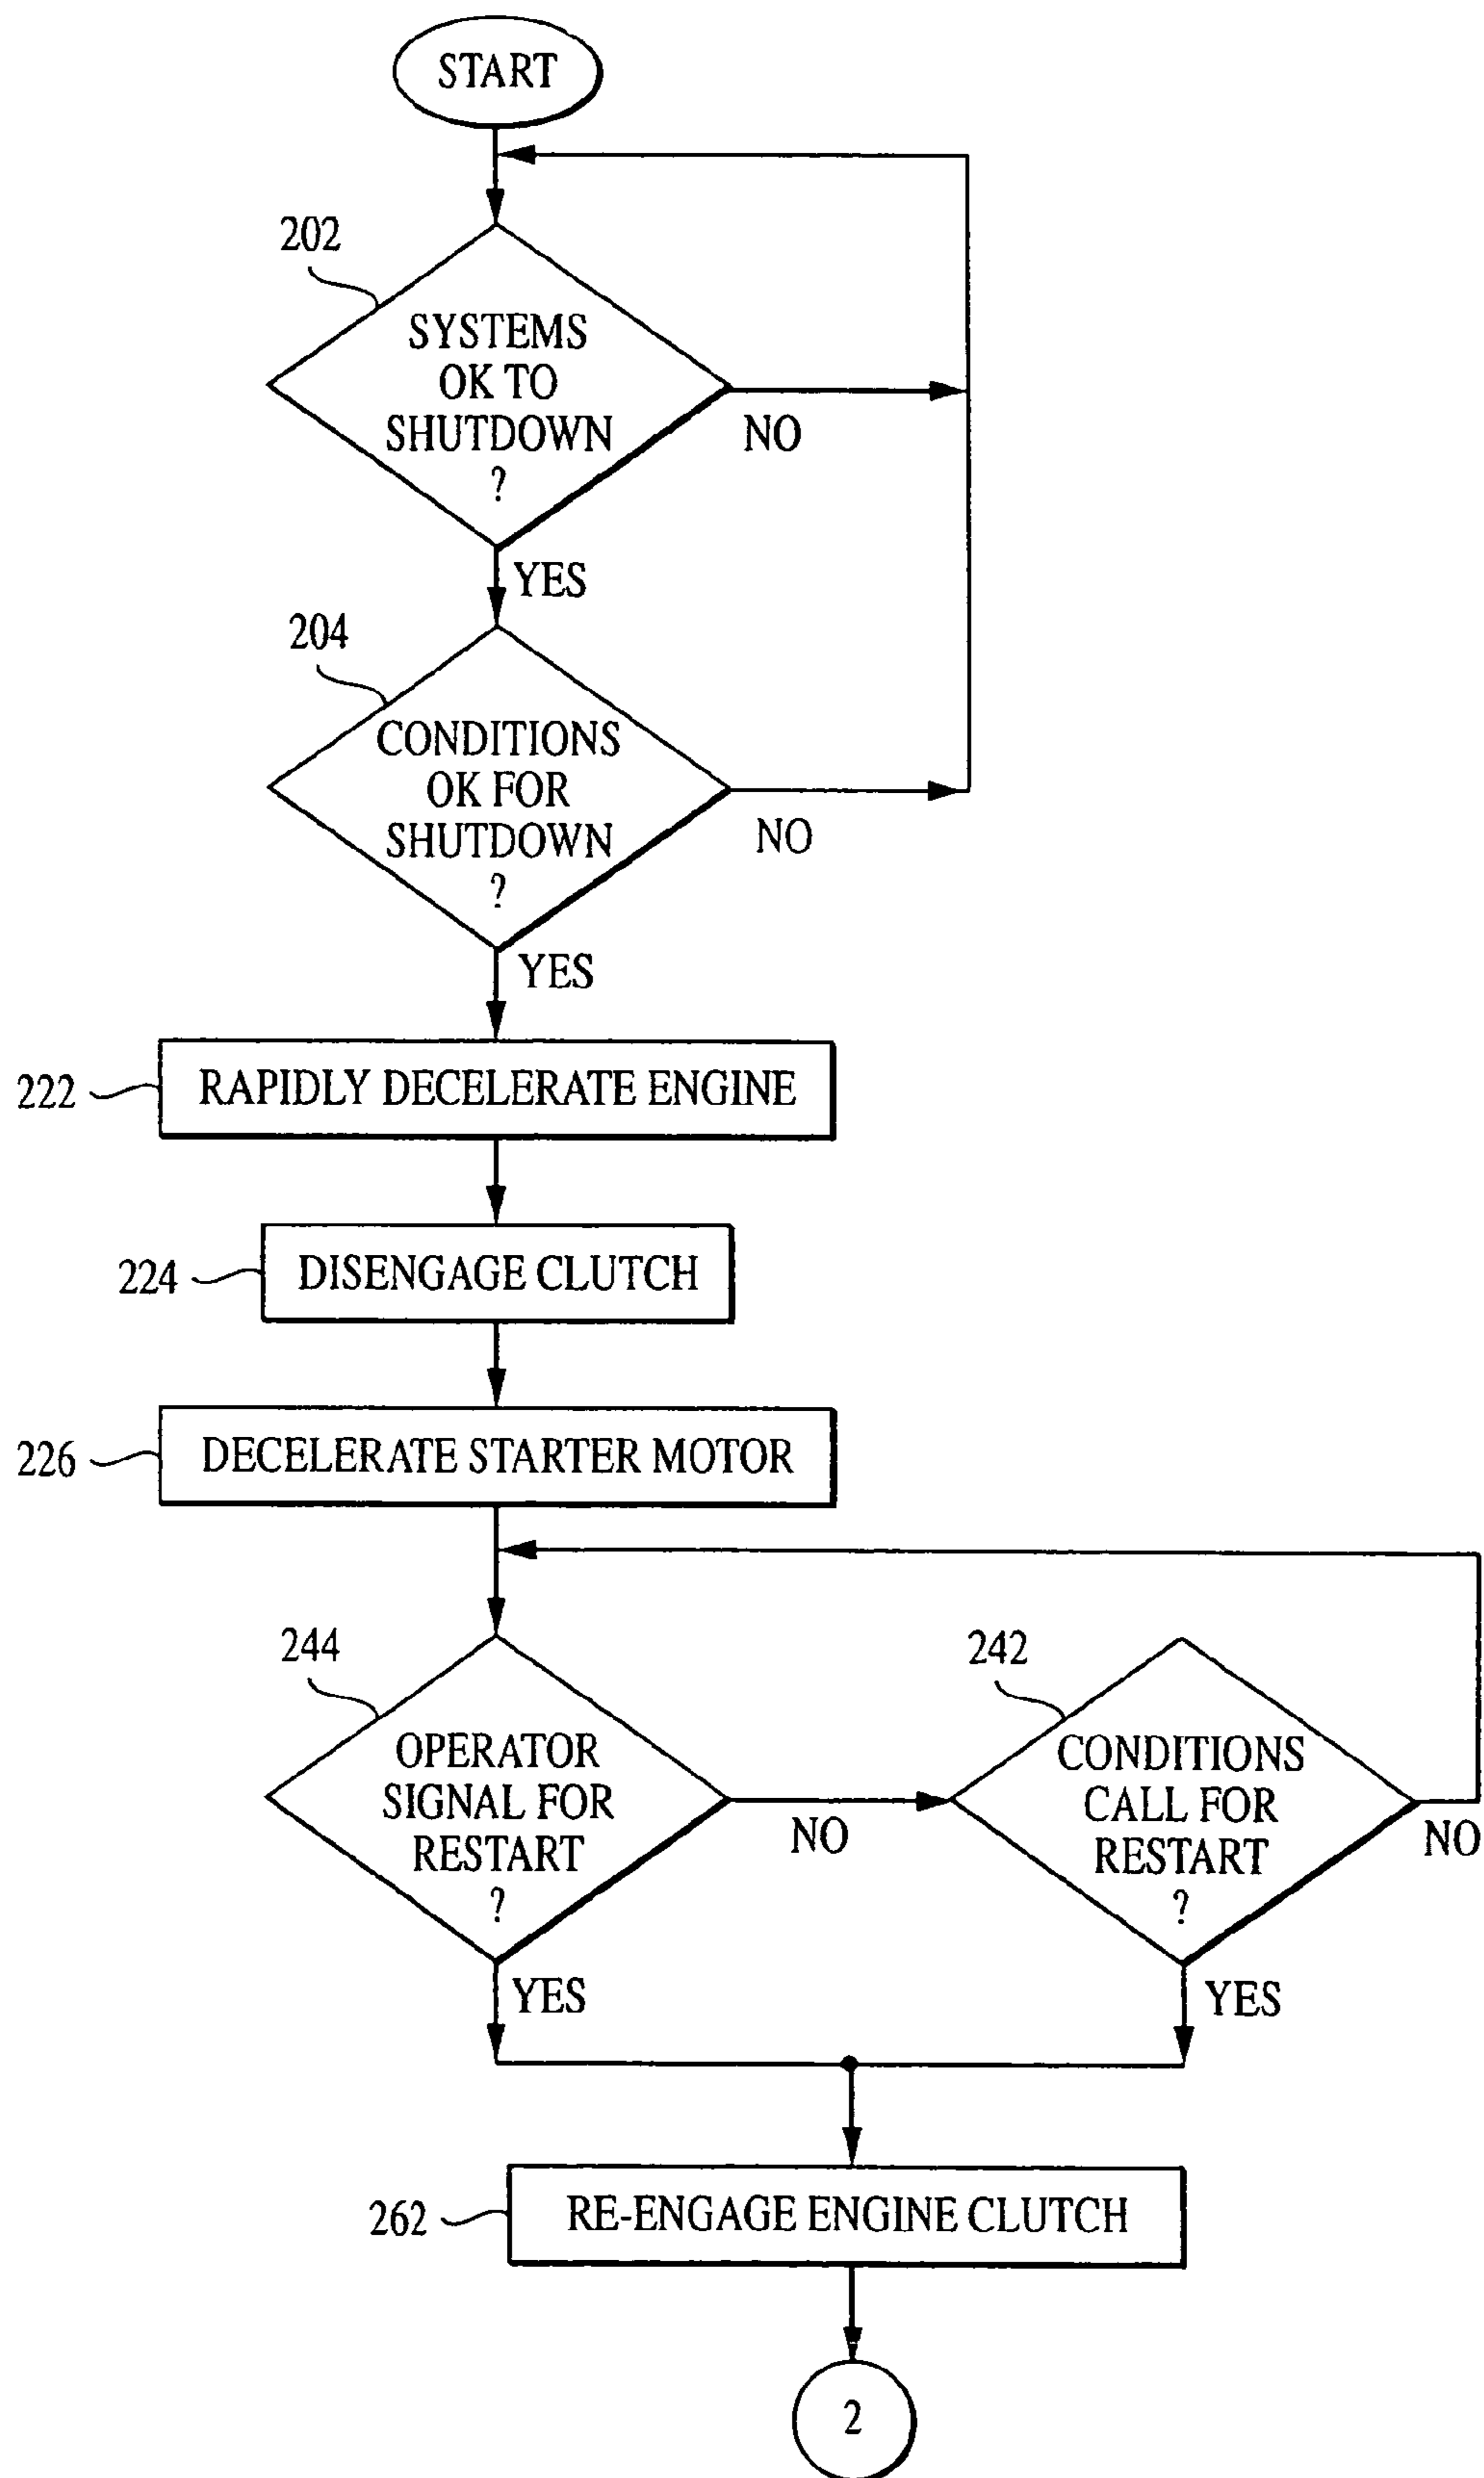 START
202
SYSTEMS
OK TO
SHUTDOWN
?
NO
YES
204
CONDITIONS
OK FOR
SHUTDOWN
?
NO
YES
222
RAPIDLY DECELERATE ENGINE
224
DISENGAGE CLUTCH
226
DECELERATE STARTER MOTOR
244
OPERATOR
SIGNAL FOR
RESTART
?
NO
YES
242
CONDITIONS
CALL FOR
RESTART
?
NO
YES
262
RE-ENGAGE ENGINE CLUTCH
2